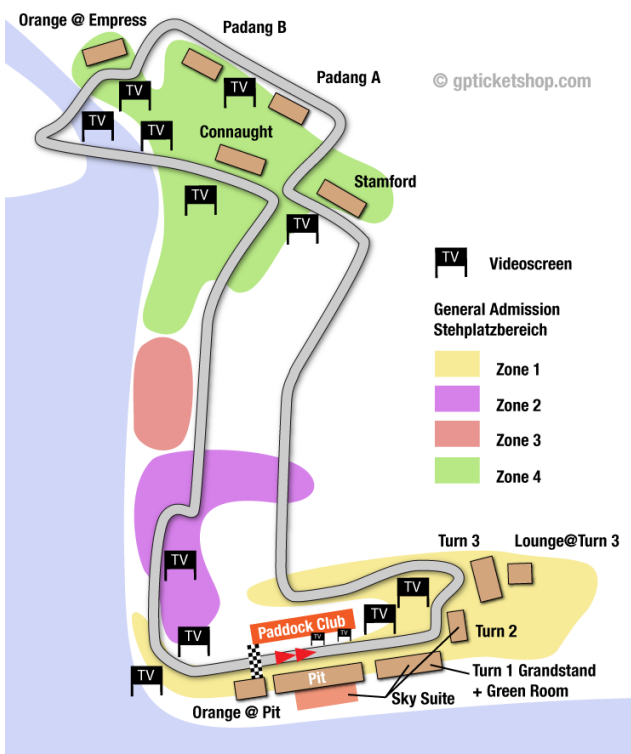 Orange @ Empress
Padang B
Padang A
© gpticketshop.com
TV
TV
TV
TV
Connaught
Stamford
TV
TV
TV
Videoscreen
General Admission
Stehplatzbereich
Zone 1
Zone 2
Zone 3
Zone 4
Turn 3
Lounge@Turn 3
TV
TV
TV
Paddock Club
TV
TV
TV
Turn 2
TV
Pit
Turn 1 Grandstand
+ Green Room
Sky Suite
Orange @ Pit